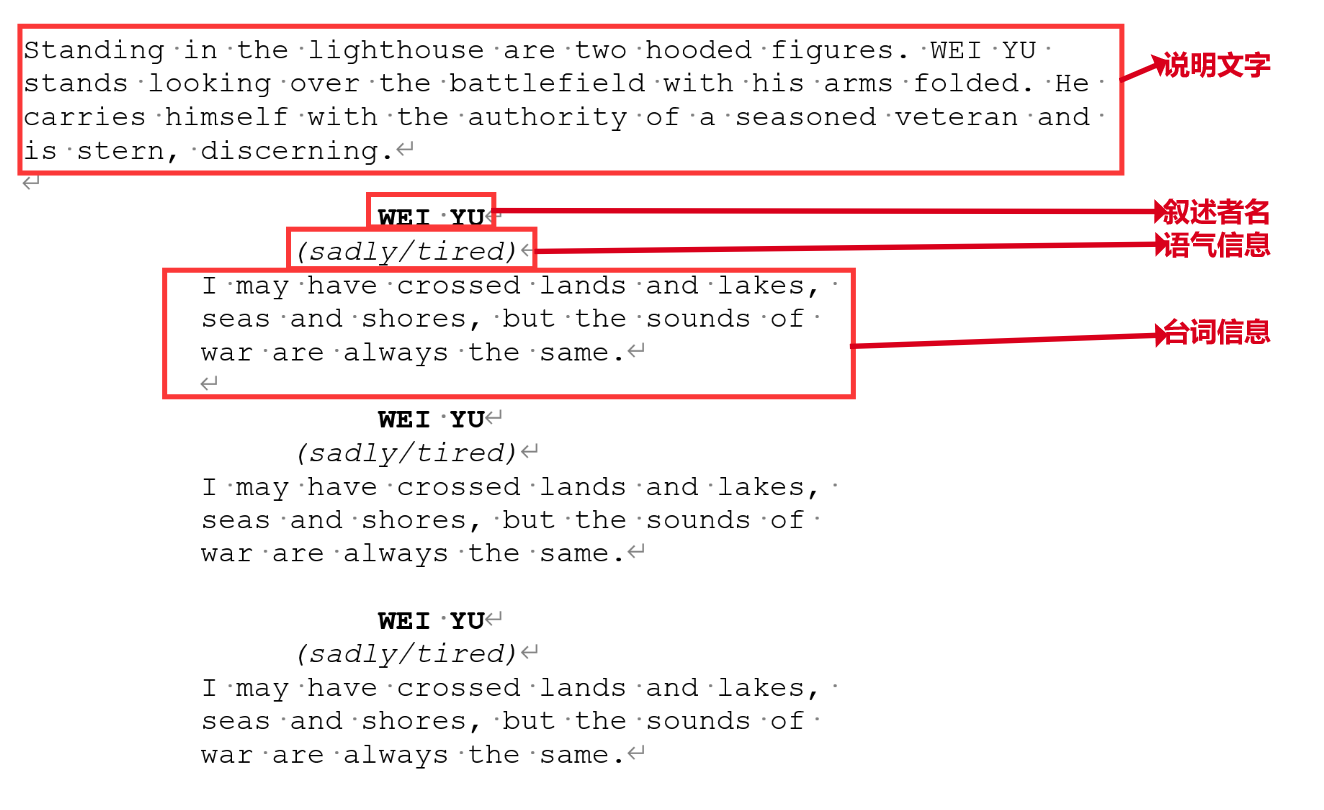 Standing in the lighthouse are two hooded figures. WEI YU
说明文字
stands looking over the battlefield with his arms folded. He
carries himself with the authority of a seasoned veteran and
is stern, discerning.
WEI YU
叙述者名
(sadly/tired)
语气信息
I may have crossed lands and lakes,
seas and shores, but the sounds of
台词信息
war are always the same.
WEI YU
(sadly/tired)
I may have crossed lands and lakes,
seas and shores, but the sounds of
war are always the same.
WEI YU
(sadly/tired)
I may have crossed lands and lakes,
seas and shores, but the sounds of
war are always the same.